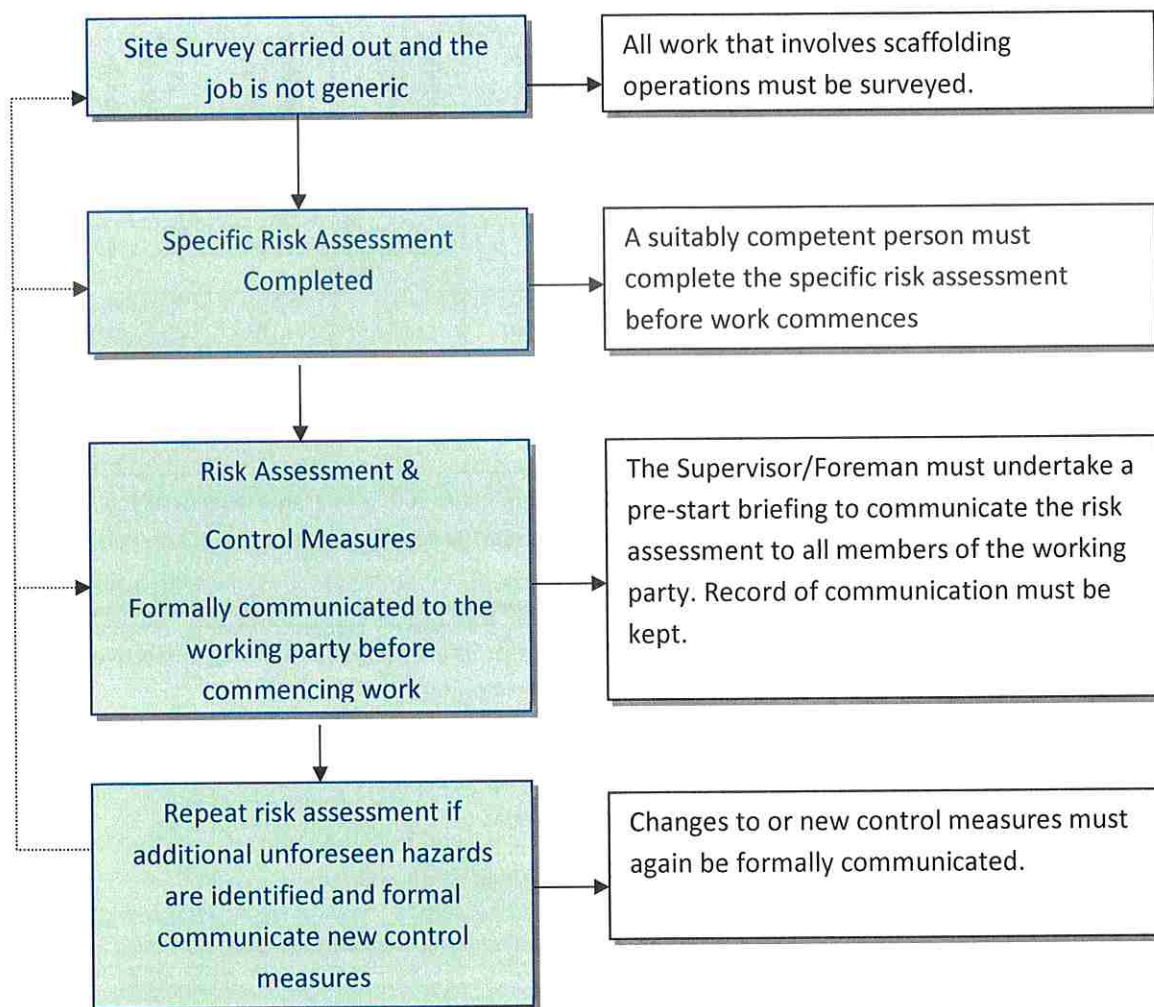 Site Survey carried out and the
job is not generic
All work that involves scaffolding
operations must be surveyed.
Specific Risk Assessment
Completed
A suitably competent person must
complete the specific risk assessment
before work commences
Risk Assessment &
Control Measures
Formally communicated to the
working party before
commencing work
The Supervisor/Foreman must undertake a
pre-start briefing to communicate the risk
assessment to all members of the working
party. Record of communication must be
kept.
Repeat risk assessment if
additional unforeseen hazards
are identified and formal
communicate new control
measures
Changes to or new control measures must
again be formally communicated.